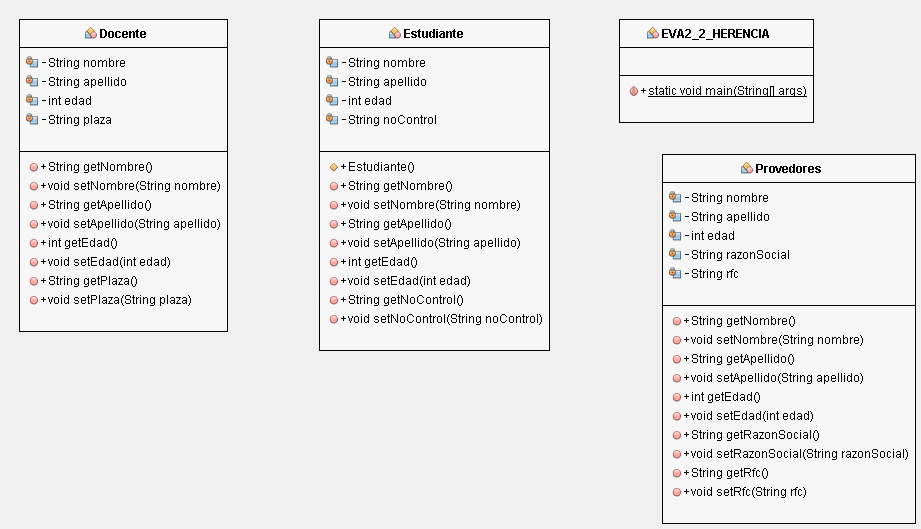 Docente
- String nombre
- String apellido
- int edad
- String plaza
+ String getNombre()
+ void setNombre(String nombre)
+ String getApellido()
+ void setApellido(String apellido)
+ int getEdad()
+ void setEdad(int edad)
+ String getPlaza()
+ void setPlaza(String plaza)
Estudiante
- String nombre
- String apellido
- int edad
- String noControl
+ Estudiante()
+ String getNombre()
+ void setNombre(String nombre)
+ String getApellido()
+ void setApellido(String apellido)
+ int getEdad()
+ void setEdad(int edad)
+ String getNoControl()
+ void setNoControl(String noControl)
EVA2_2_HERENCIA
+ static void main(String[] args)
Provedores
- String nombre
- String apellido
- int edad
- String razonSocial
- String rfc
+ String getNombre()
+ void setNombre(String nombre)
+ String getApellido()
+ void setApellido(String apellido)
+ int getEdad()
+ void setEdad(int edad)
+ String getRazonSocial()
+ void setRazonSocial(String razonSocial)
+ String getRfc()
+ void setRfc(String rfc)